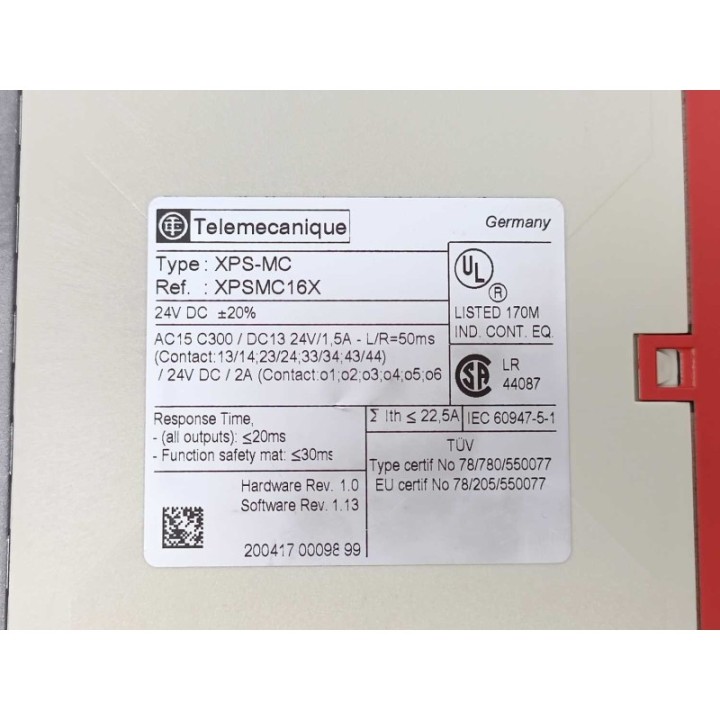 Telemecanique
Germany
Type : XPS-MC
Ref. : XPSMC16X
24V DC ±20%
AC15 C300 / DC13 24V/1,5A - L/R=50ms
(Contact:13/14;23/24;33/34;43/44)
/ 24V DC / 2A (Contact:o1;o2;o3;o4;o5;o6
UL
R
LISTED 170M
IND. CONT. EQ.
SA
LR
44087
Response Time,
- (all outputs): ≤20ms
- Function safety mat: ≤30ms
Σ Ith ≤ 22,5A
IEC 60947-5-1
TÜV
Type certif No 78/780/550077
EU certif No 78/205/550077
Hardware Rev. 1.0
Software Rev. 1.13
200417 00098 99